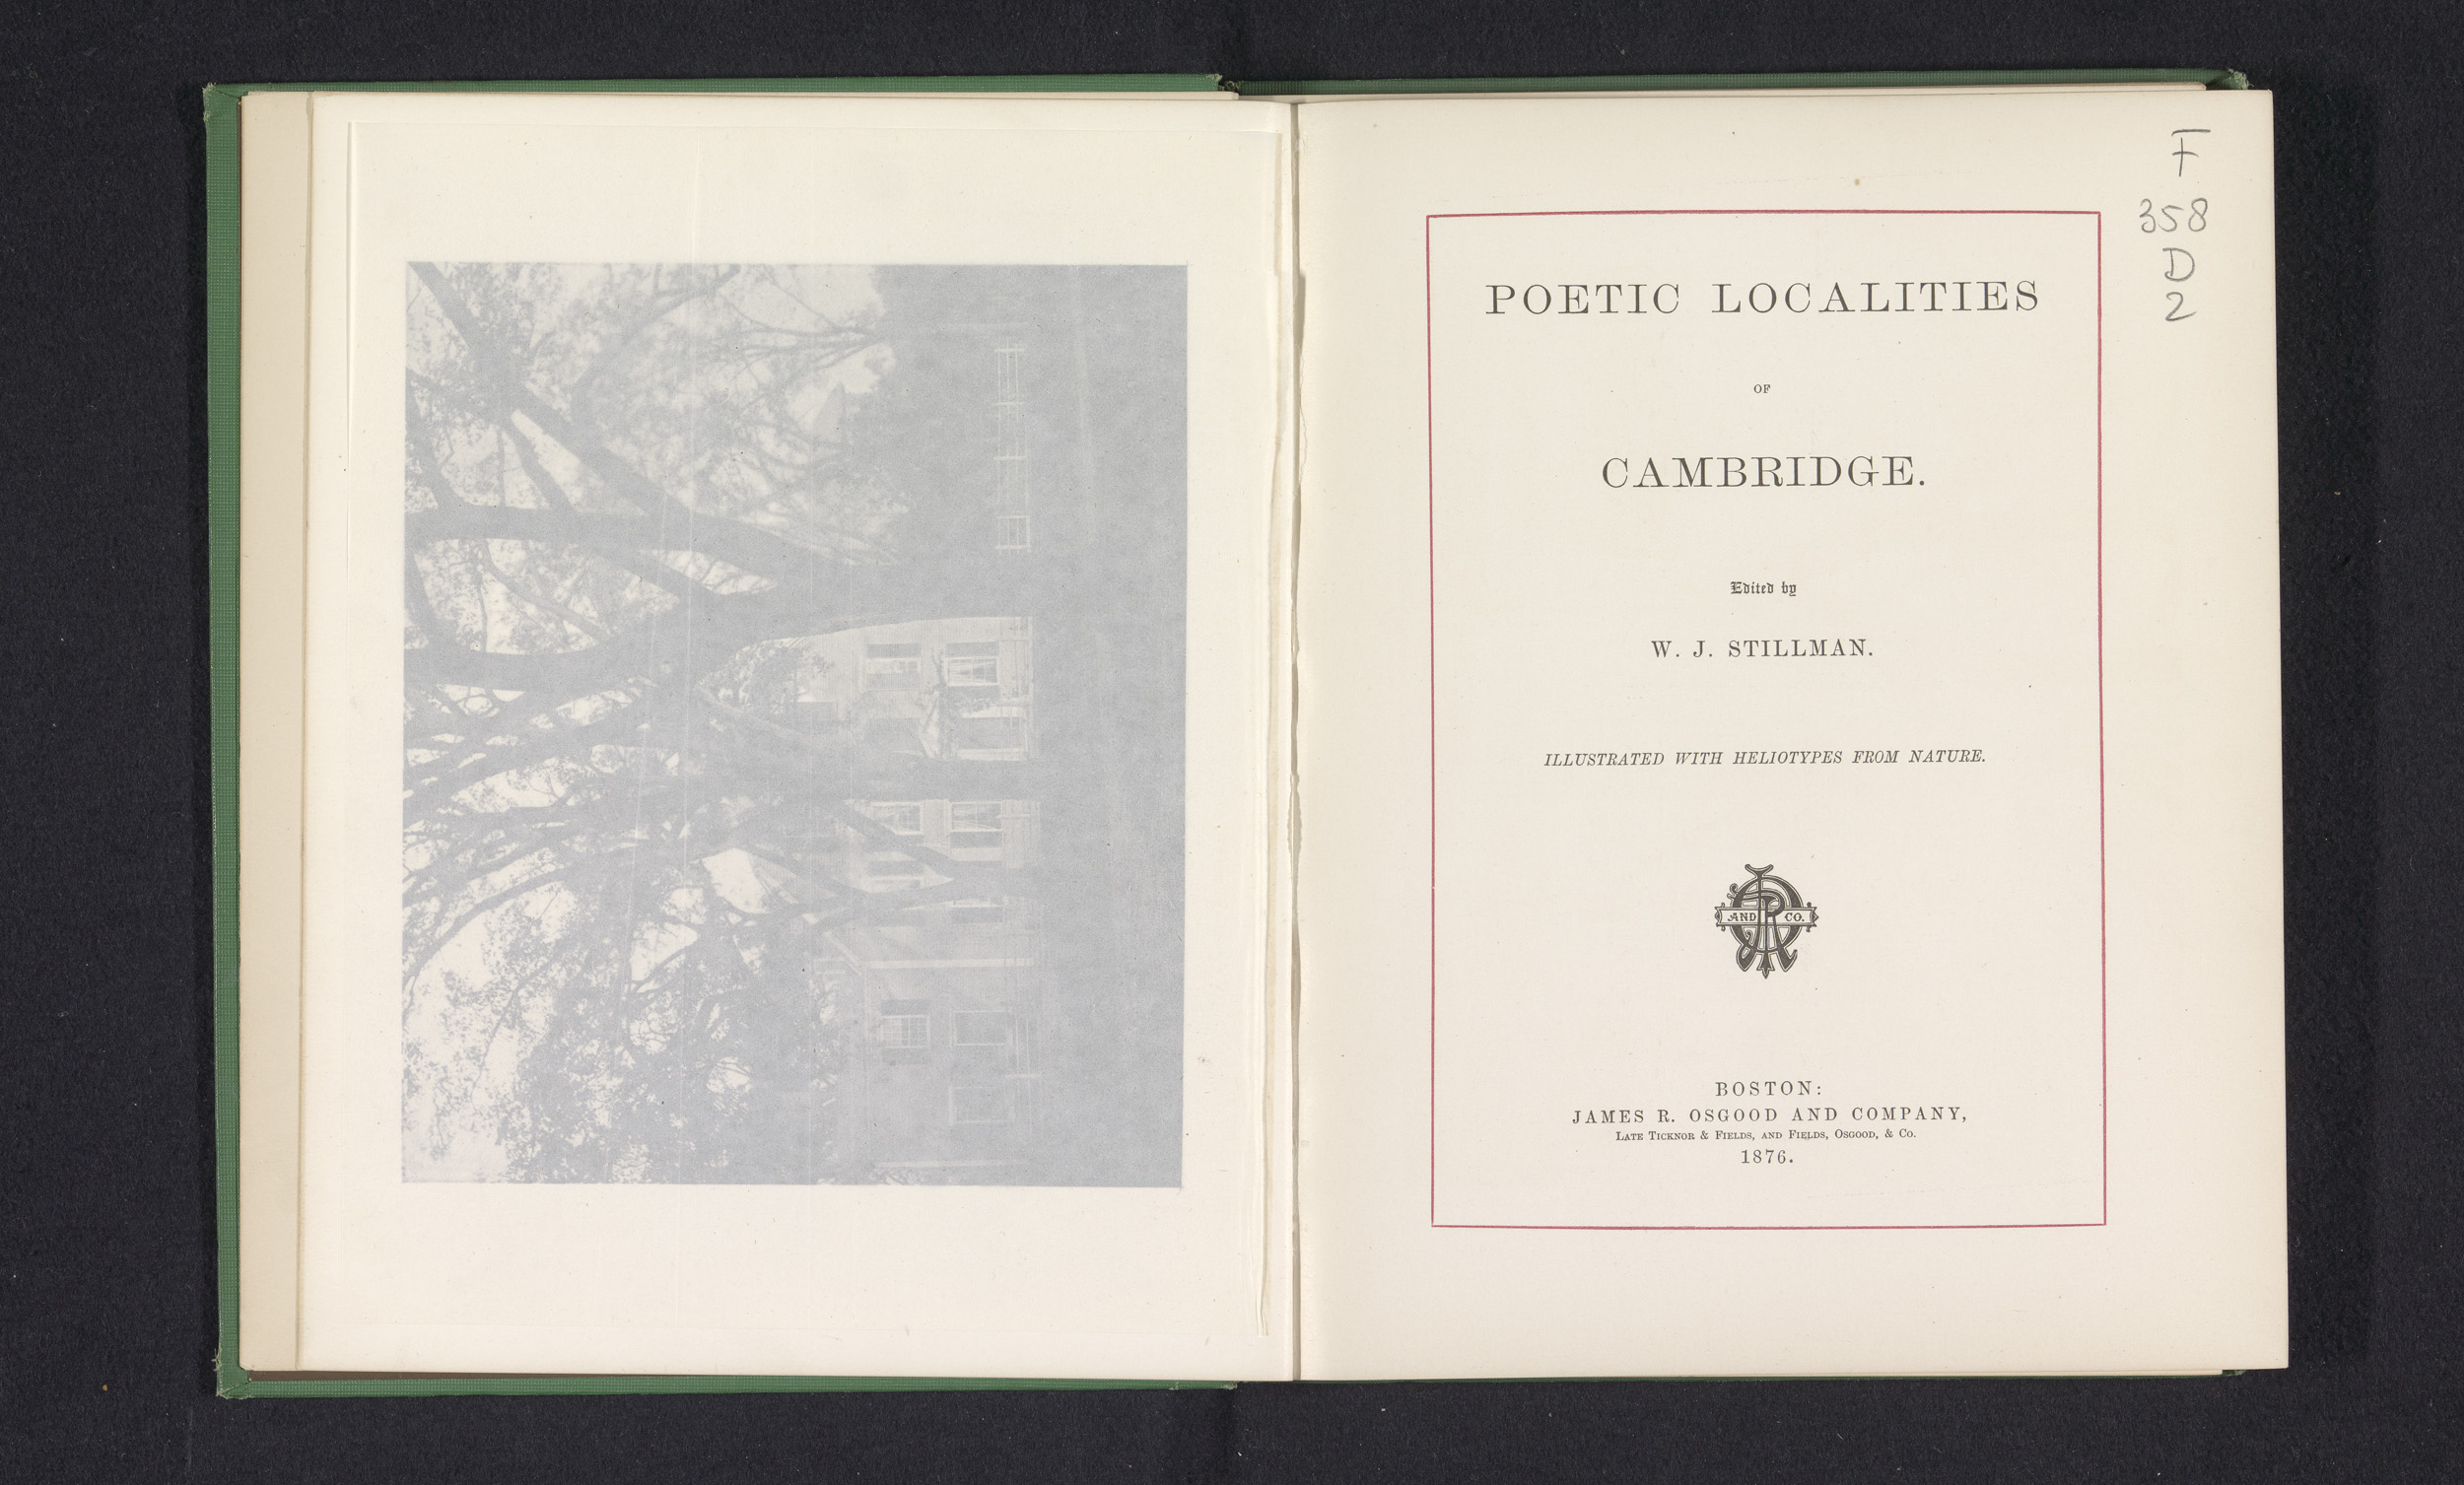 F
358
D
2
POETIC LOCALITIES
OF
CAMBRIDGE.
Edited by
W. J. STILLMAN.
ILLUSTRATED WITH HELIOTYPES FROM NATURE.
AND CO.
BOSTON:
JAMES R. OSGOOD AND COMPANY,
LATE TICKNOR & FIELDS, AND FIELDS, OSGOOD, & CO.
1876.